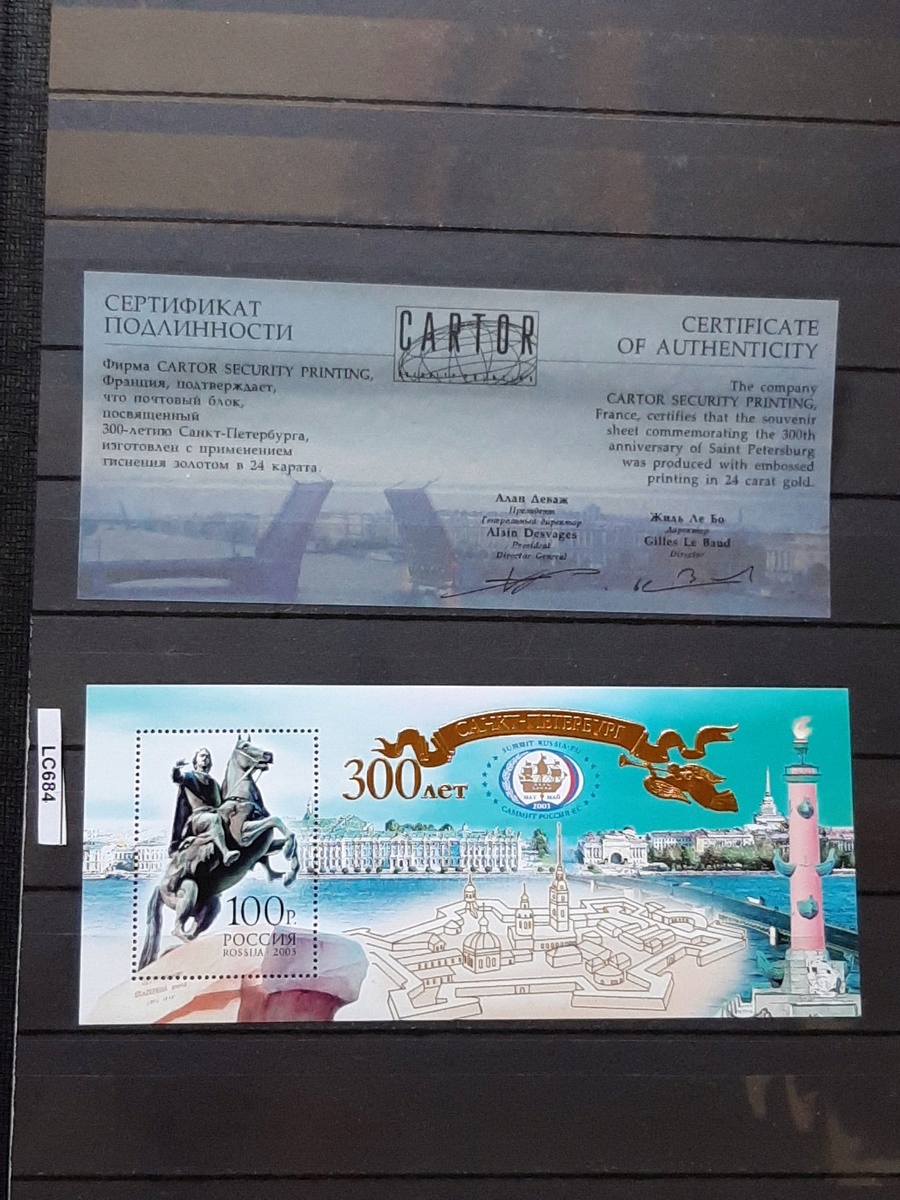 СЕРТИФИКАТ
ПОДЛИННОСТИ
Фирма CARTOR SECURITY PRINTING,
Франция, подтверждает,
что почтовый блок,
посвященный
300-летию Санкт-Петербурга,
изготовлен с применением
тиснения золотом в 24 карата.
CARTOR
CERTIFICATE
OF AUTHENTICITY
The company
CARTOR SECURITY PRINTING,
France, certifies that the souvenir
sheet commemorating the 300th
anniversary of Saint Petersburg
was produced with embossed
printing in 24 carat gold.
Алан Деваж
Президент
Генеральный директор
Alain Desvages
President
Director General
Жиль Ле Бо
Директор
Gilles Le Baud
Director
LC684
САНКТ-ПЕТЕРБУРГ
300 лет
SUMMIT·RUSSIA-EU
MAY МАЙ
2003
САММИТ РОССИЯ-ЕС
100р.
РОССИЯ
ROSSIJA · 2003